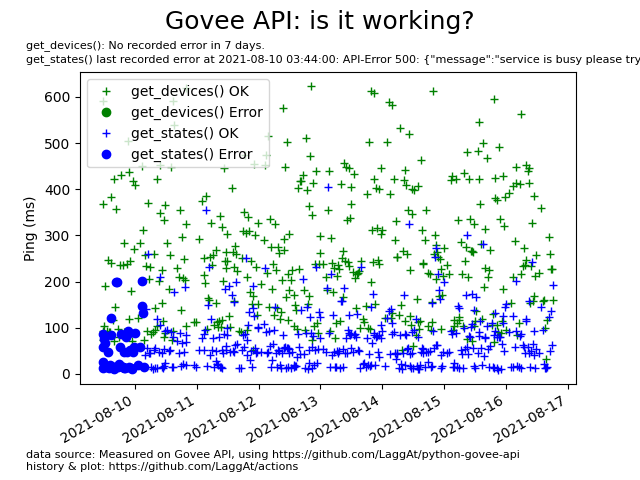 Govee API: is it working?
get_devices(): No recorded error in 7 days.
get_states() last recorded error at 2021-08-10 03:44:00: API-Error 500: {"message":"service is busy please try
get_devices() OK
get_devices() Error
get_states() OK
get_states() Error
Ping (ms)
600
500
400
300
200
100
0
2021-08-10
2021-08-11
2021-08-12
2021-08-13
2021-08-14
2021-08-15
2021-08-16
2021-08-17
data source: Measured on Govee API, using https://github.com/LaggAt/python-govee-api
history & plot: https://github.com/LaggAt/actions